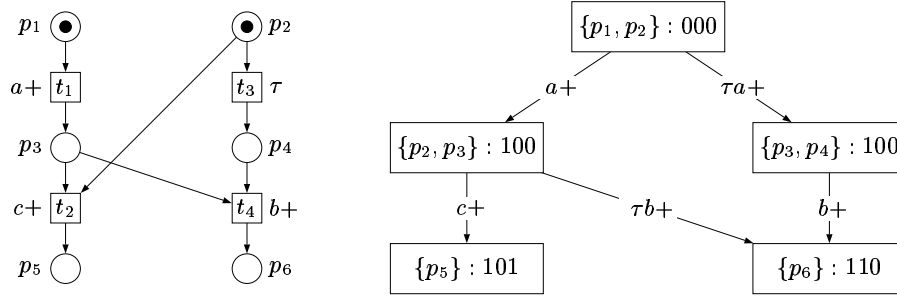 p₁ p₂ {p₁, p₂} : 000
a+ t₁ t₃ τ a+ τa+
p₃ p₄ {p₂, p₃} : 100 {p₃, p₄} : 100
c+ t₂ t₄ b+ c+ τb+ b+
p₅ p₆ {p₅} : 101 {p₆} : 110